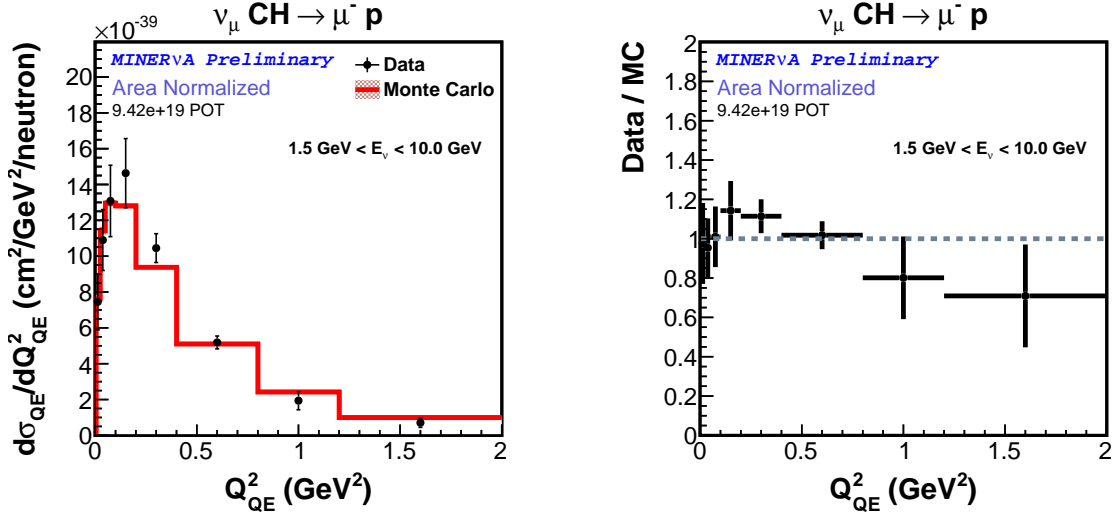 ν_μ CH → μ⁻ p
×10⁻³⁹
MINERνA Preliminary
Area Normalized
9.42e+19 POT
Data
Monte Carlo
1.5 GeV < E_ν < 10.0 GeV
dσ_QE/dQ²_QE (cm²/GeV²/neutron)
20
18
16
14
12
10
8
6
4
2
0
0 0.5 1 1.5 2
Q²_QE (GeV²)
ν_μ CH → μ⁻ p
MINERνA Preliminary
Area Normalized
9.42e+19 POT
1.5 GeV < E_ν < 10.0 GeV
Data / MC
2
1.8
1.6
1.4
1.2
1
0.8
0.6
0.4
0.2
0
0 0.5 1 1.5 2
Q²_QE (GeV²)